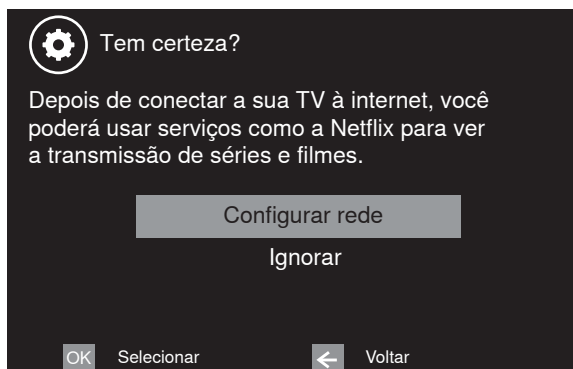 Tem certeza?
Depois de conectar a sua TV à internet, você
poderá usar serviços como a Netflix para ver
a transmissão de séries e filmes.
Configurar rede
Ignorar
OK Selecionar Voltar